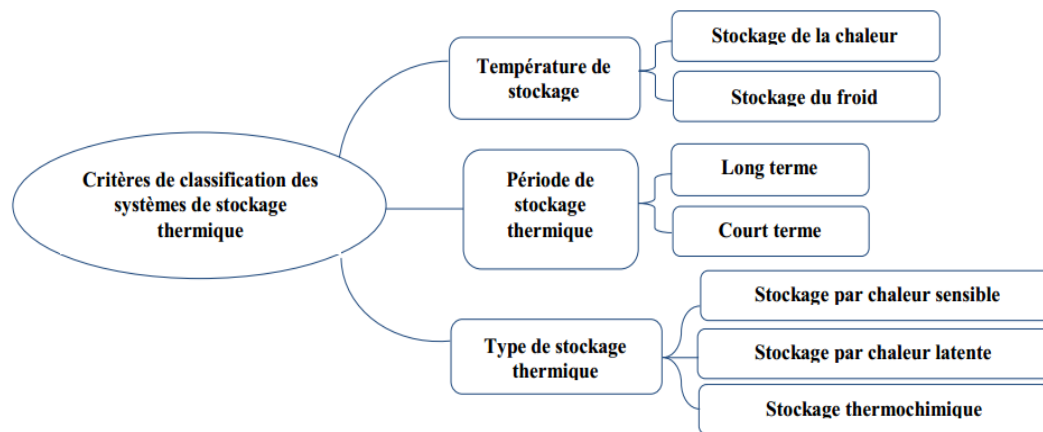 Critères de classification des
systèmes de stockage
thermique
Température de
stockage
Stockage de la chaleur
Stockage du froid
Période de
stockage
thermique
Long terme
Court terme
Type de stockage
thermique
Stockage par chaleur sensible
Stockage par chaleur latente
Stockage thermochimique